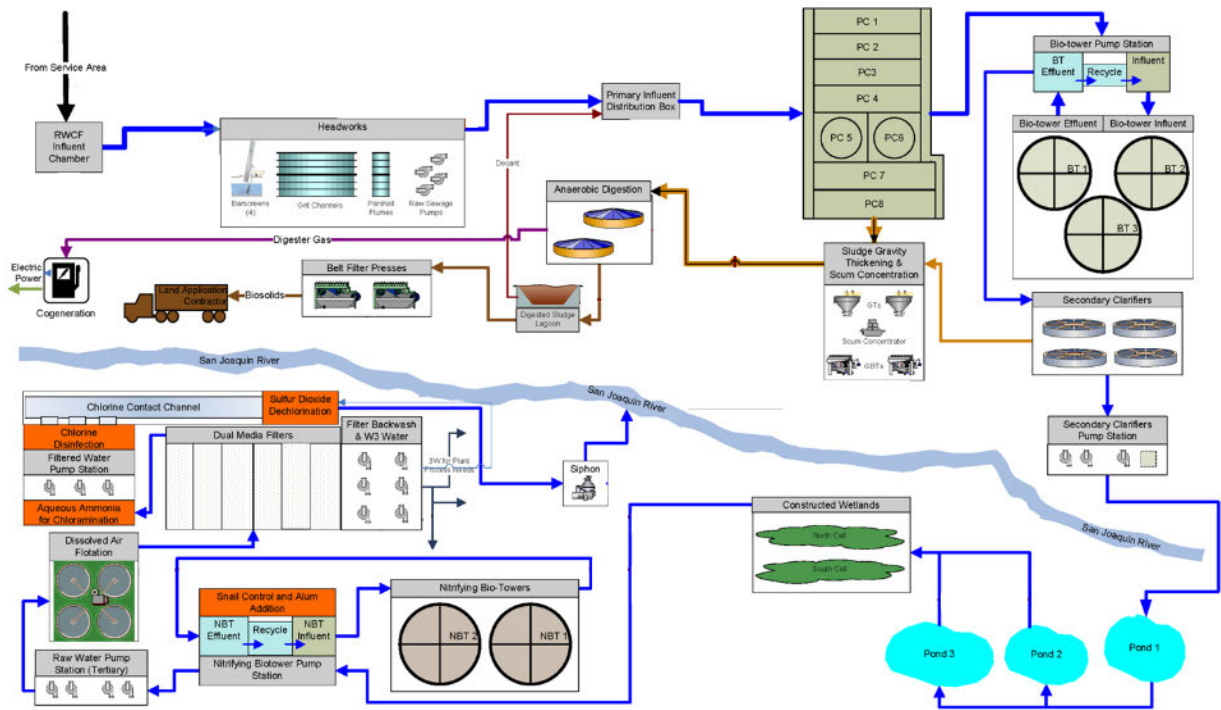 From Service Area
RWCF
Influent
Chamber
Headworks
Barscreens
(4)
Grit Channels
Parshall
Flumes
Raw Sewage
Pumps
Primary Influent
Distribution Box
Decant
PC 1
PC 2
PC3
PC 4
PC 5
PC6
PC 7
PC8
Bio-tower Pump Station
BT
Effluent
Recycle
Influent
Bio-tower Effluent
Bio-tower Influent
BT 1
BT 2
BT 3
Anaerobic Digestion
Digester Gas
Electric
Power
Cogeneration
Belt Filter Presses
Land Application
Contractor
Biosolids
Digested Sludge
Lagoon
Sludge Gravity
Thickening &
Scum Concentration
GTs
Scum Concentrator
GBTs
Secondary Clarifiers
San Joaquin River
San Joaquin River
San Joaquin River
Secondary Clarifiers
Pump Station
Chlorine Contact Channel
Sulfur Dioxide
Dechlorination
Chlorine
Disinfection
Filtered Water
Pump Station
Aqueous Ammonia
for Chloramination
Dual Media Filters
Filter Backwash
& W3 Water
3W for Plant
Process Needs
Siphon
Constructed Wetlands
North Cell
South Cell
Dissolved Air
Flotation
Snail Control and Alum
Addition
NBT
Effluent
Recycle
NBT
Influent
Nitrifying Biotower Pump
Station
Nitrifying Bio-Towers
NBT 2
NBT 1
Raw Water Pump
Station (Tertiary)
Pond 3
Pond 2
Pond 1